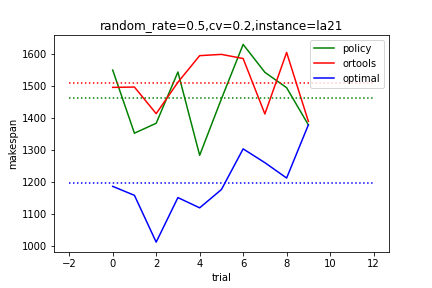 random_rate=0.5,cv=0.2,instance=la21
policy
ortools
optimal
makespan
1600
1500
1400
1300
1200
1100
1000
−2 0 2 4 6 8 10 12
trial